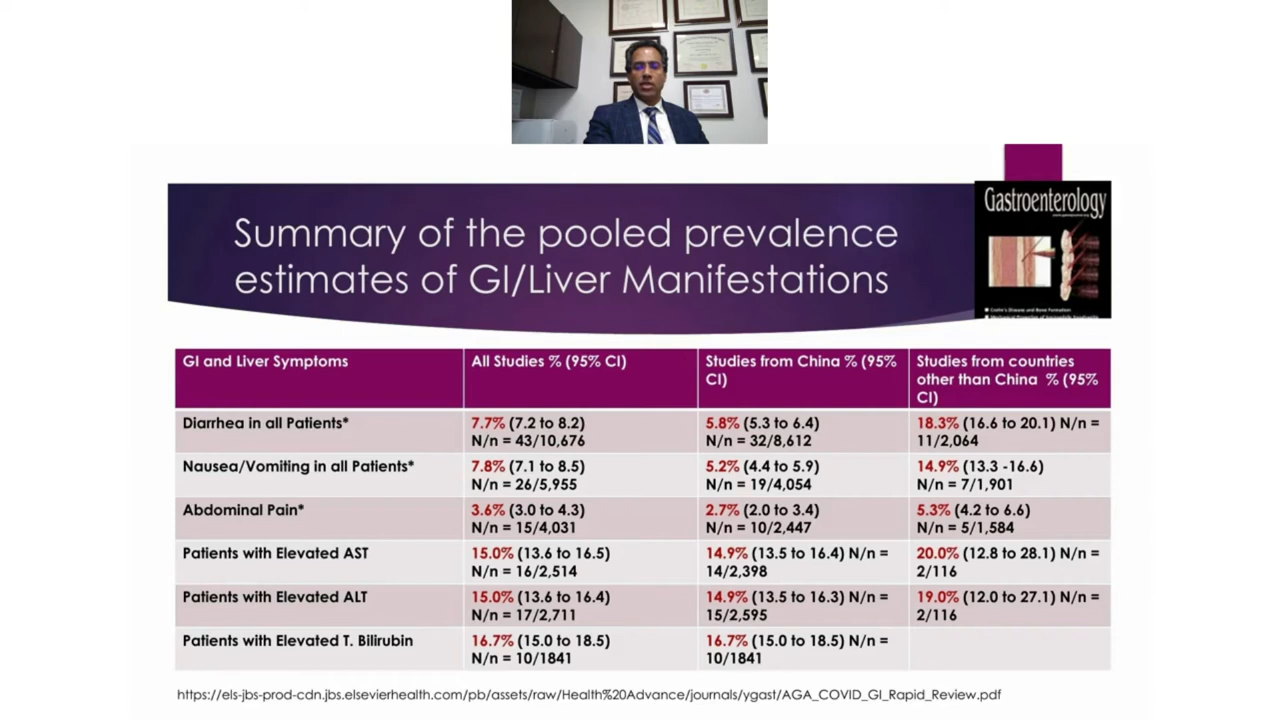 Summary of the pooled prevalence
estimates of GI/Liver Manifestations
Gastroenterology
GI and Liver Symptoms
All Studies % (95% CI)
Studies from China % (95%
CI)
Studies from countries
other than China % (95%
CI)
Diarrhea in all Patients*
7.7% (7.2 to 8.2)
N/n = 43/10,676
5.8% (5.3 to 6.4)
N/n = 32/8,612
18.3% (16.6 to 20.1) N/n =
11/2,064
Nausea/Vomiting in all Patients*
7.8% (7.1 to 8.5)
N/n = 26/5,955
5.2% (4.4 to 5.9)
N/n = 19/4,054
14.9% (13.3 -16.6)
N/n = 7/1,901
Abdominal Pain*
3.6% (3.0 to 4.3)
N/n = 15/4,031
2.7% (2.0 to 3.4)
N/n = 10/2,447
5.3% (4.2 to 6.6)
N/n = 5/1,584
Patients with Elevated AST
15.0% (13.6 to 16.5)
N/n = 16/2,514
14.9% (13.5 to 16.4) N/n =
14/2,398
20.0% (12.8 to 28.1) N/n =
2/116
Patients with Elevated ALT
15.0% (13.6 to 16.4)
N/n = 17/2,711
14.9% (13.5 to 16.3) N/n =
15/2,595
19.0% (12.0 to 27.1) N/n =
2/116
Patients with Elevated T. Bilirubin
16.7% (15.0 to 18.5)
N/n = 10/1841
16.7% (15.0 to 18.5) N/n =
10/1841
https://els-jbs-prod-cdn.jbs.elsevierhealth.com/pb/assets/raw/Health%20Advance/journals/ygast/AGA_COVID_GI_Rapid_Review.pdf